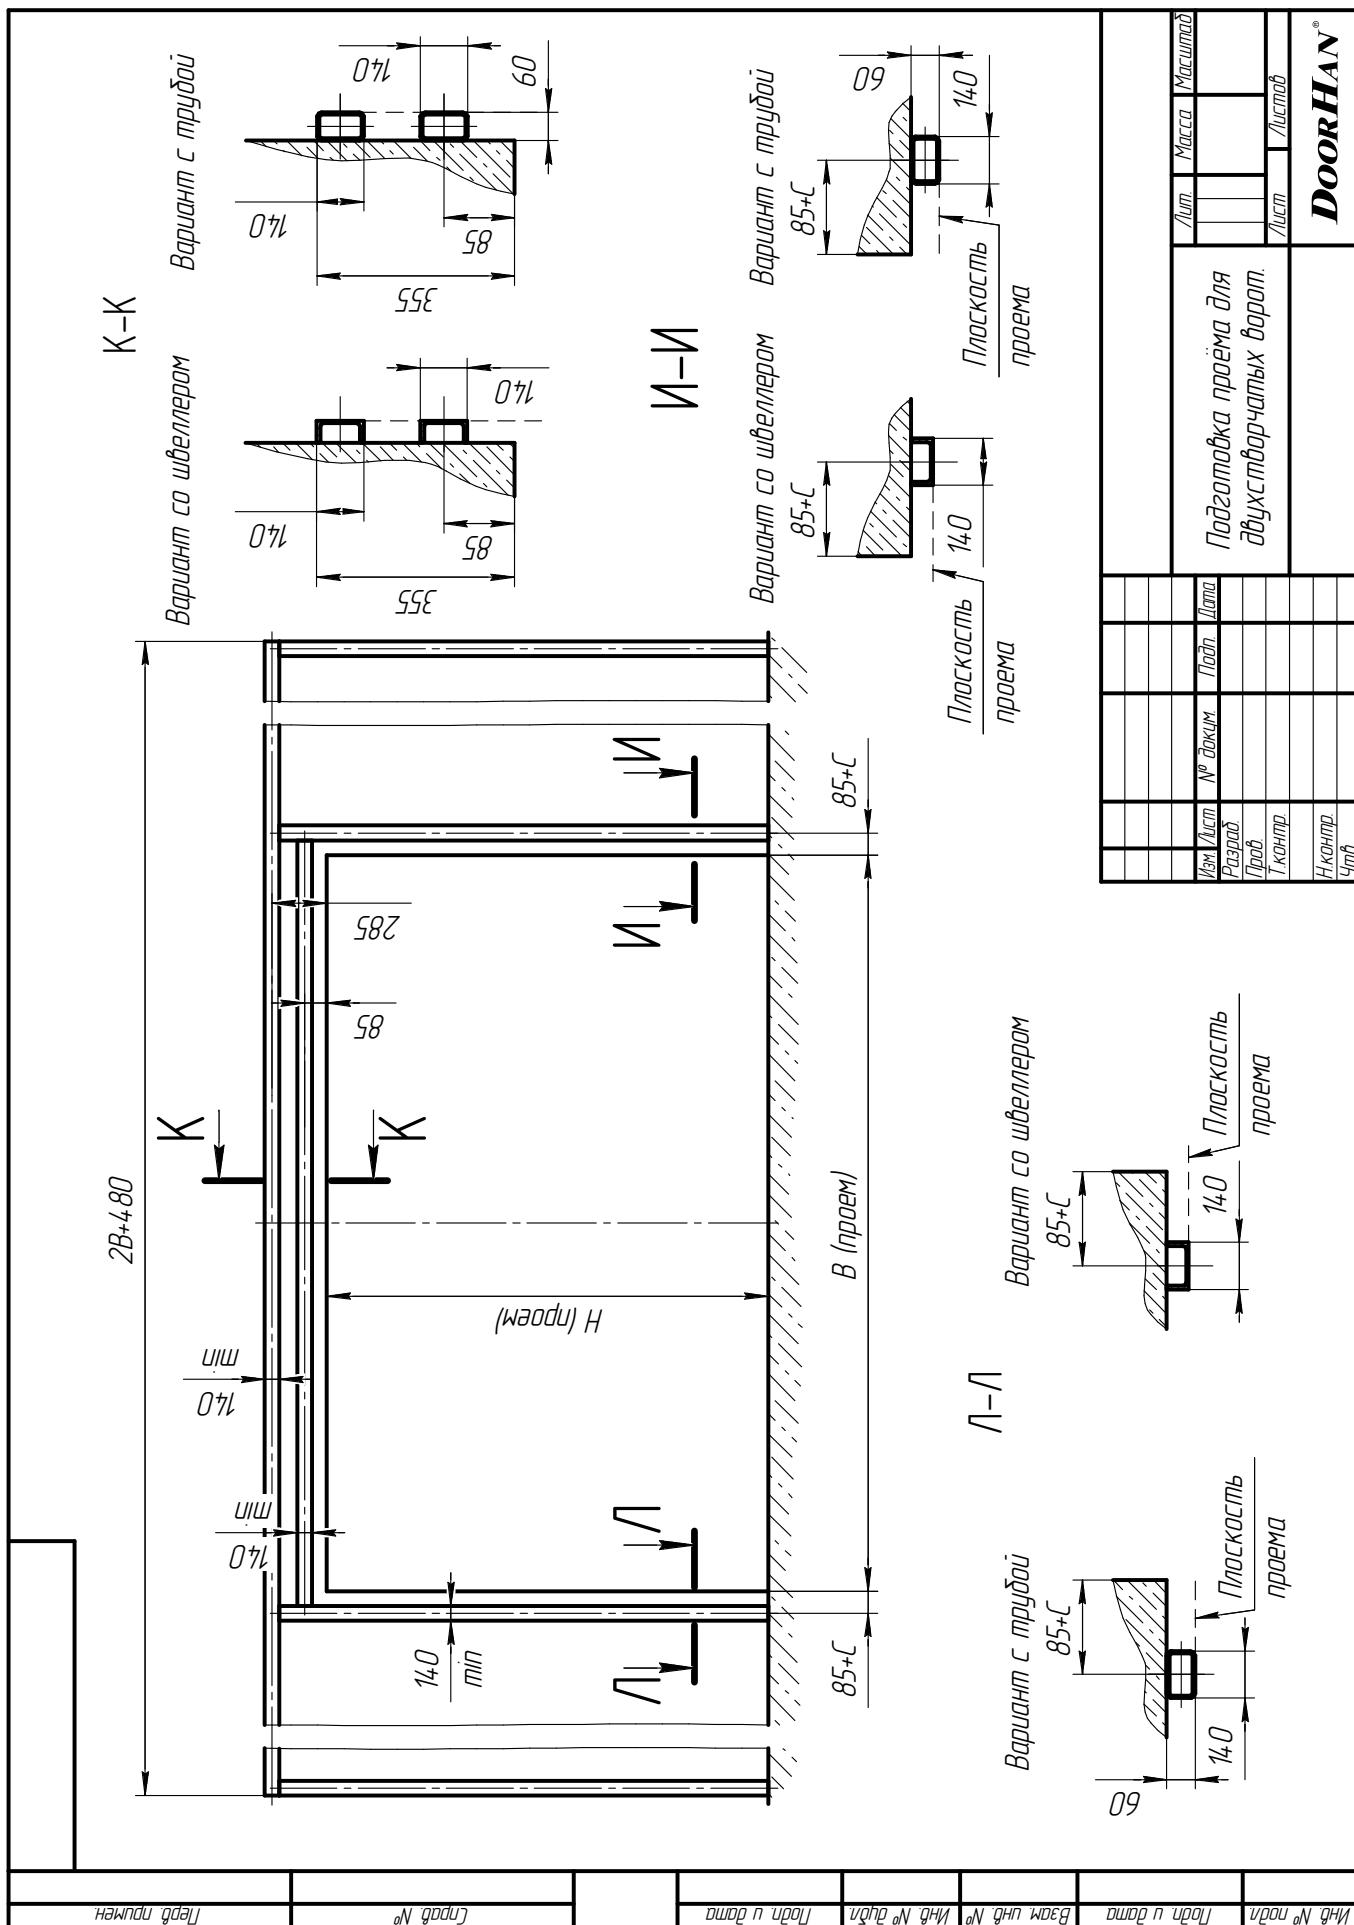 2В+480
К
К
140
min
140
min
285
85
Н (проем)
140
min
Л
Л
И
И
85+С
В (проем)
85+С
К-К
Вариант со швеллером
140
140
85
355
Вариант с трубой
140
140
60
85
355
И-И
Вариант со швеллером
85+С
140
Плоскость
проема
Вариант с трубой
85+С
60
140
Плоскость
проема
Л-Л
Вариант с трубой
85+С
60
140
Плоскость
проема
Вариант со швеллером
85+С
140
Плоскость
проема
Перв. примен.
Справ. №
Подп. и дата
Инв. № дубл.
Взам. инв. №
Подп. и дата
Инв. № подл.
Изм.
Лист
№ докум.
Подп.
Дата
Разраб.
Пров.
Т.контр.
Н.контр.
Утв.
Подготовка проёма для
двухстворчатых ворот.
Лит.
Масса
Масштаб
Лист
Листов
DOORHAN®